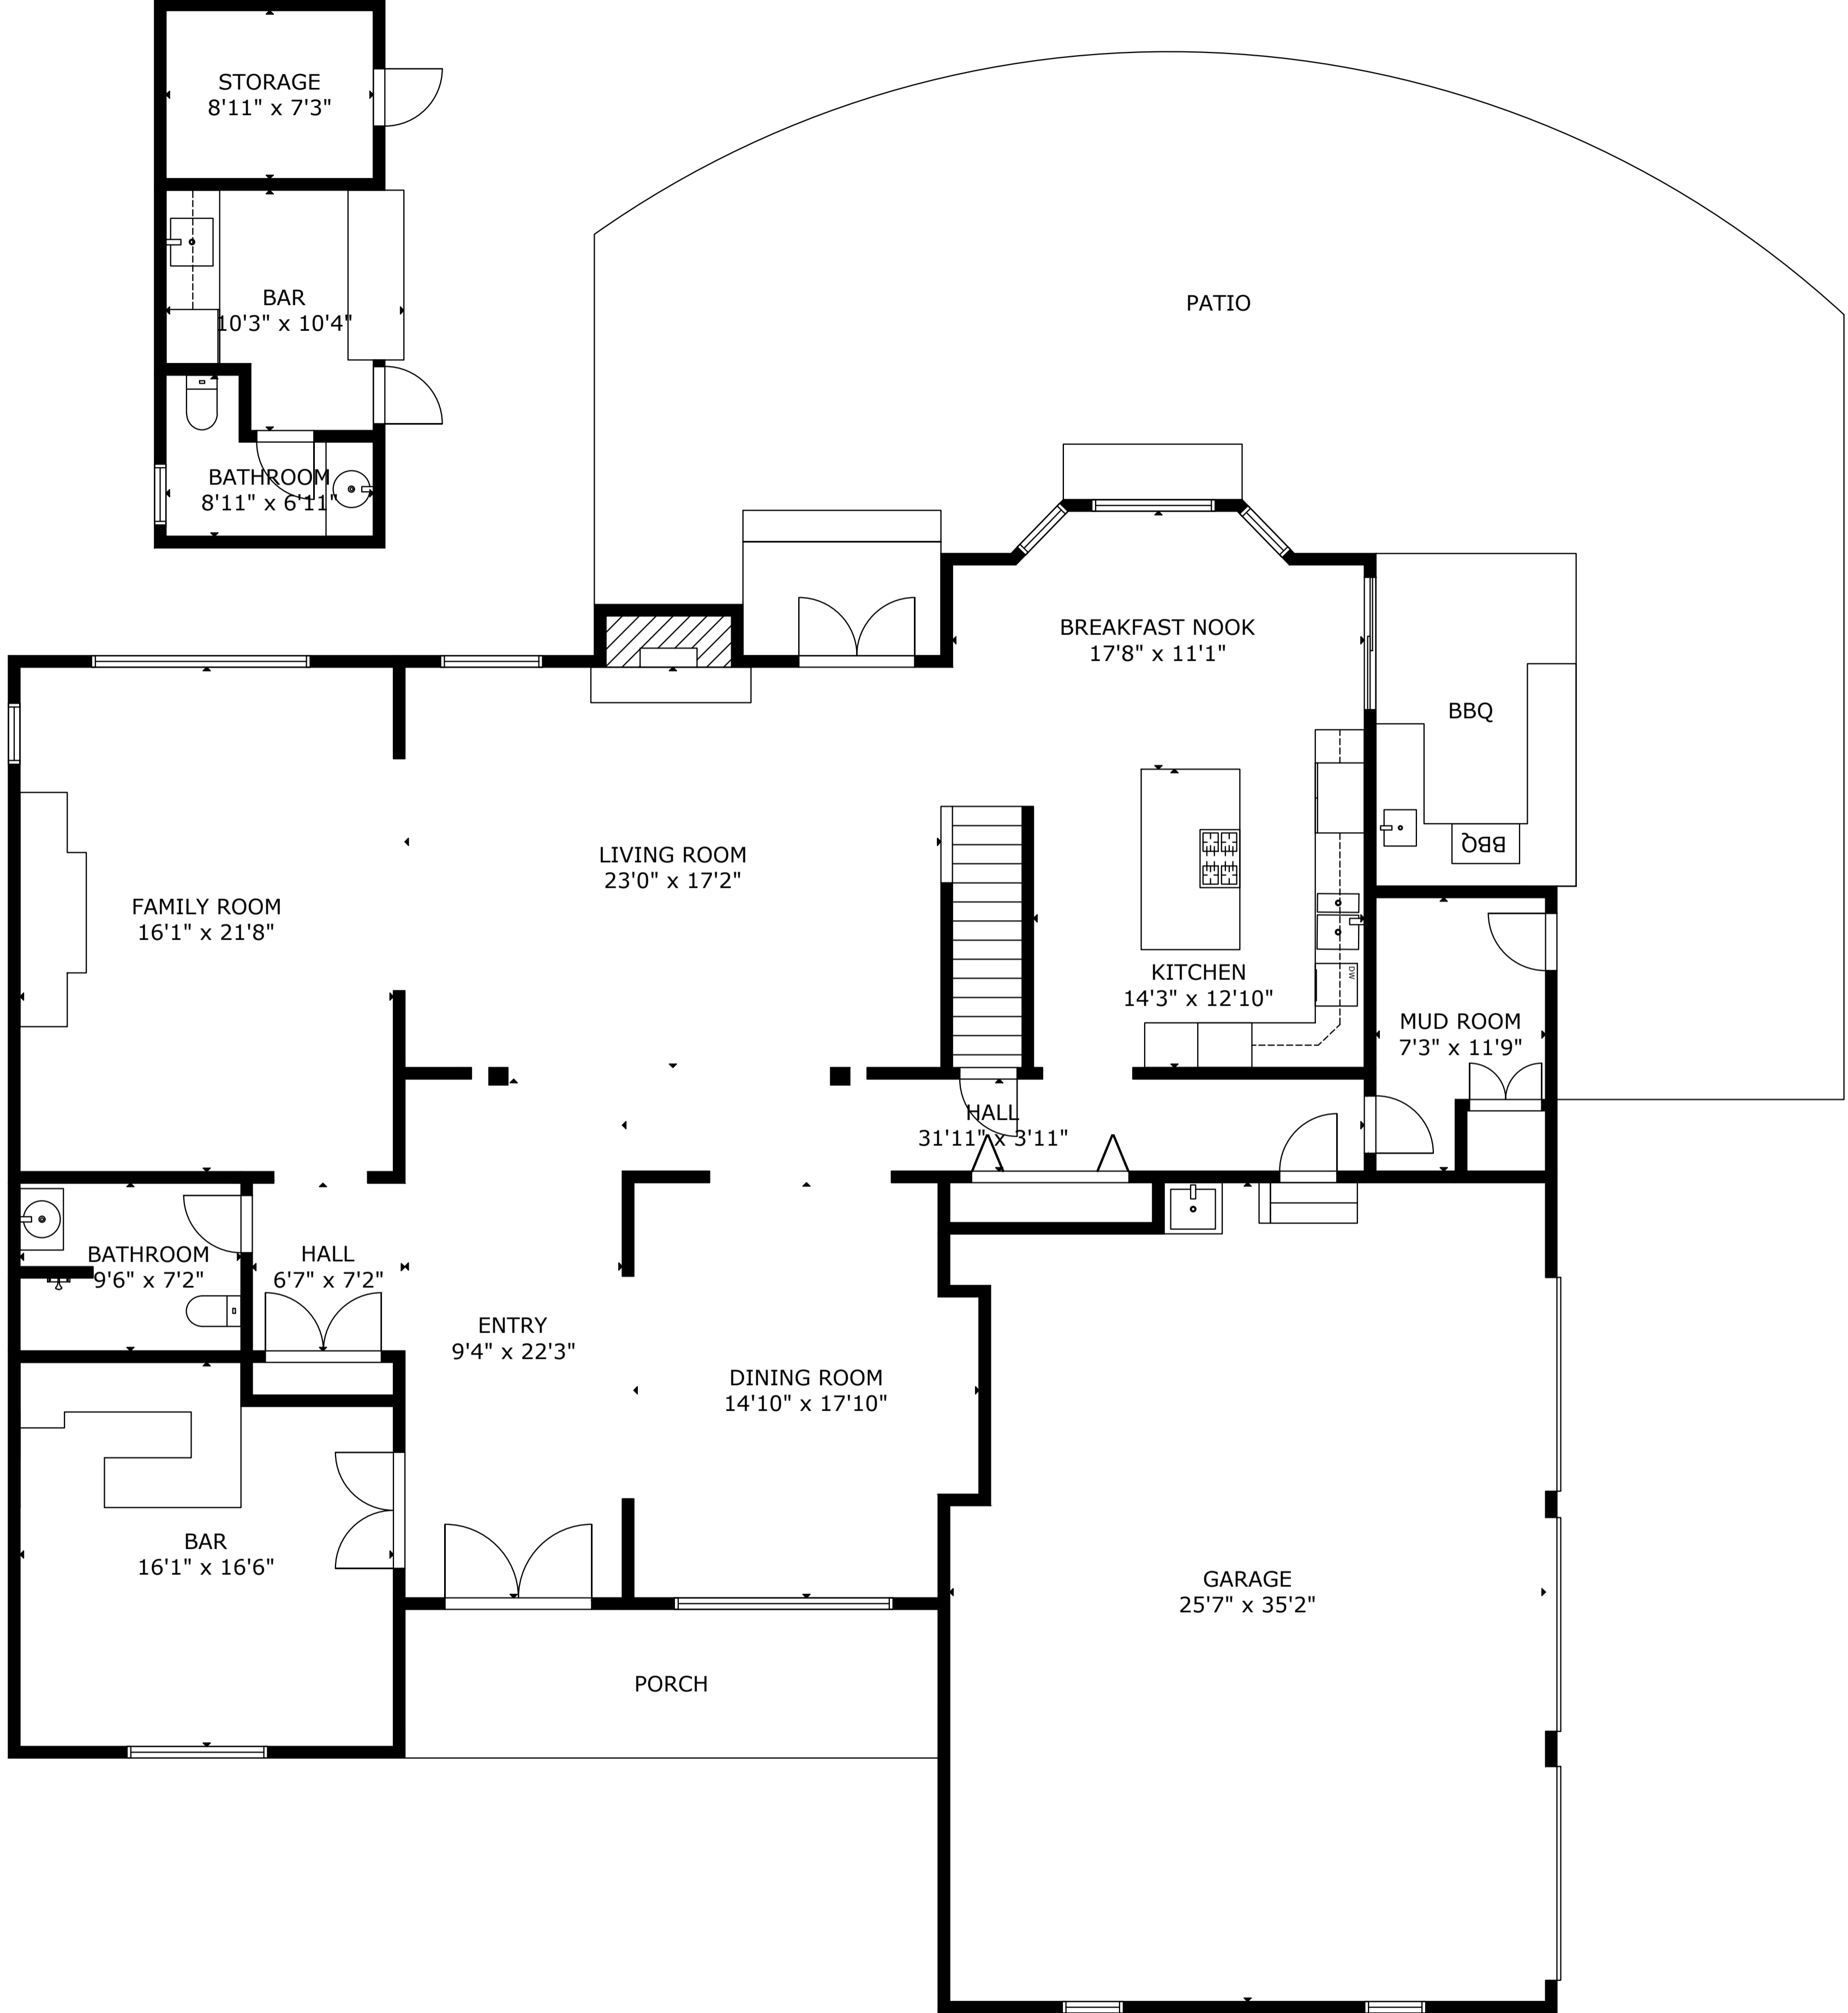 STORAGE
8'11" x 7'3"
BAR
10'3" x 10'4"
BATHROOM
8'11" x 6'11"
PATIO
BREAKFAST NOOK
17'8" x 11'1"
BBQ
BBQ
LIVING ROOM
23'0" x 17'2"
FAMILY ROOM
16'1" x 21'8"
KITCHEN
14'3" x 12'10"
DW
MUD ROOM
7'3" x 11'9"
HALL
31'11" x 3'11"
BATHROOM
9'6" x 7'2"
HALL
6'7" x 7'2"
ENTRY
9'4" x 22'3"
DINING ROOM
14'10" x 17'10"
BAR
16'1" x 16'6"
GARAGE
25'7" x 35'2"
PORCH